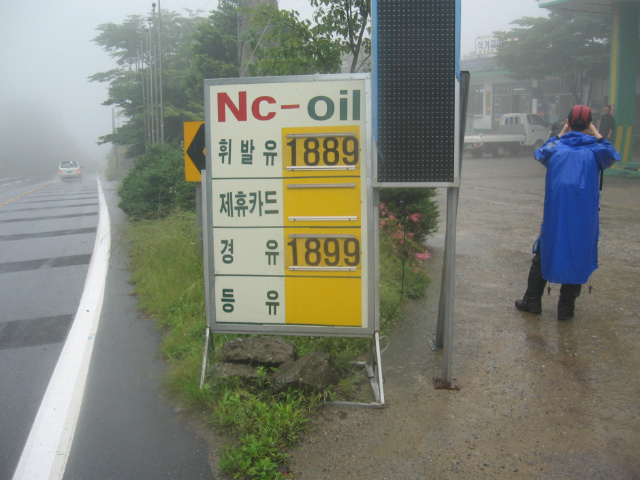 Nc-oil
휘발유 1889
제휴카드
경유 1899
등유